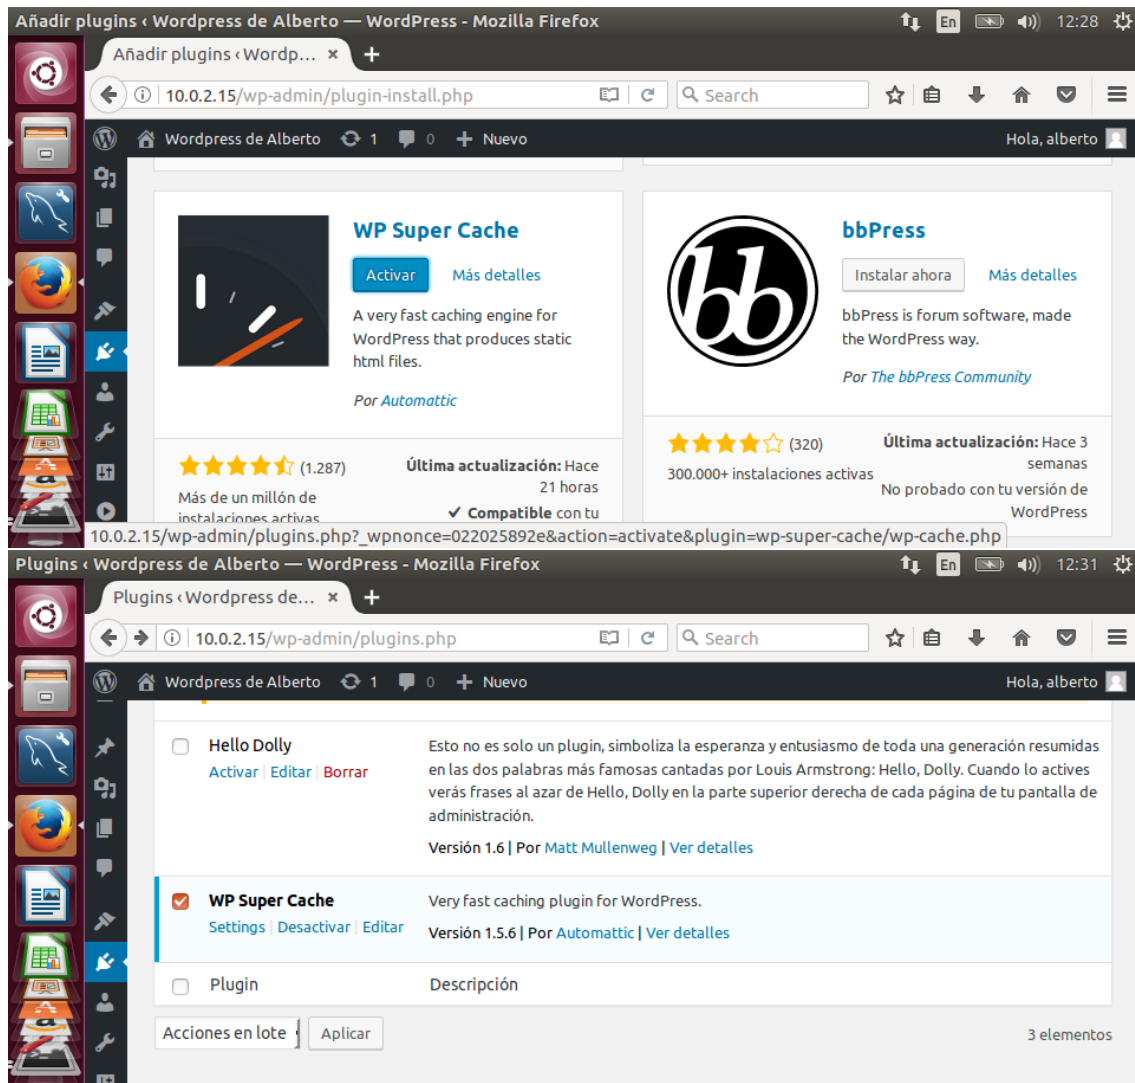 Añadir plugins ‹ Wordpress de Alberto — WordPress - Mozilla Firefox
En
12:28
Añadir plugins ‹ Wordp... ×
10.0.2.15/wp-admin/plugin-install.php
Search
Wordpress de Alberto
1
0
Nuevo
Hola, alberto
WP Super Cache
Activar
Más detalles
A very fast caching engine for
WordPress that produces static
html files.
Por Automattic
(1.287)
Más de un millón de
instalaciones activas
Última actualización: Hace
21 horas
✔ Compatible con tu
bb
bbPress
Instalar ahora
Más detalles
bbPress is forum software, made
the WordPress way.
Por The bbPress Community
(320)
300.000+ instalaciones activas
Última actualización: Hace 3
semanas
No probado con tu versión de
WordPress
10.0.2.15/wp-admin/plugins.php?_wpnonce=022025892e&action=activate&plugin=wp-super-cache/wp-cache.php
Plugins ‹ Wordpress de Alberto — WordPress - Mozilla Firefox
En
12:31
Plugins ‹ Wordpress de... ×
10.0.2.15/wp-admin/plugins.php
Search
Wordpress de Alberto
1
0
Nuevo
Hola, alberto
Hello Dolly
Activar | Editar | Borrar
Esto no es solo un plugin, simboliza la esperanza y entusiasmo de toda una generación resumidas
en las dos palabras más famosas cantadas por Louis Armstrong: Hello, Dolly. Cuando lo actives
verás frases al azar de Hello, Dolly en la parte superior derecha de cada página de tu pantalla de
administración.
Versión 1.6 | Por Matt Mullenweg | Ver detalles
WP Super Cache
Settings | Desactivar | Editar
Very fast caching plugin for WordPress.
Versión 1.5.6 | Por Automattic | Ver detalles
Plugin
Descripción
Acciones en lote
Aplicar
3 elementos